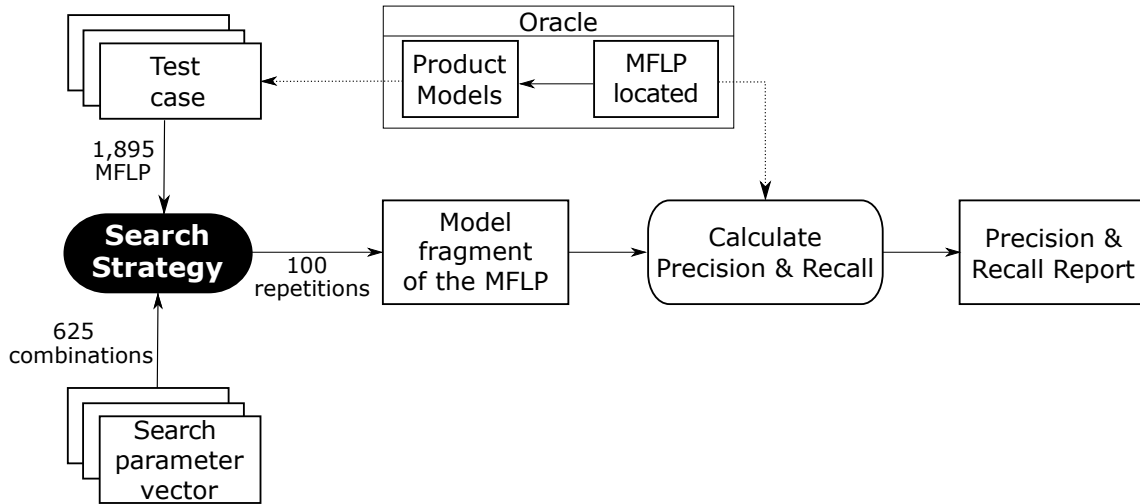 Oracle
Test
case
Product
Models
MFLP
located
1,895
MFLP
Search
Strategy
100
repetitions
Model
fragment
of the MFLP
Calculate
Precision & Recall
Precision &
Recall Report
625
combinations
Search
parameter
vector